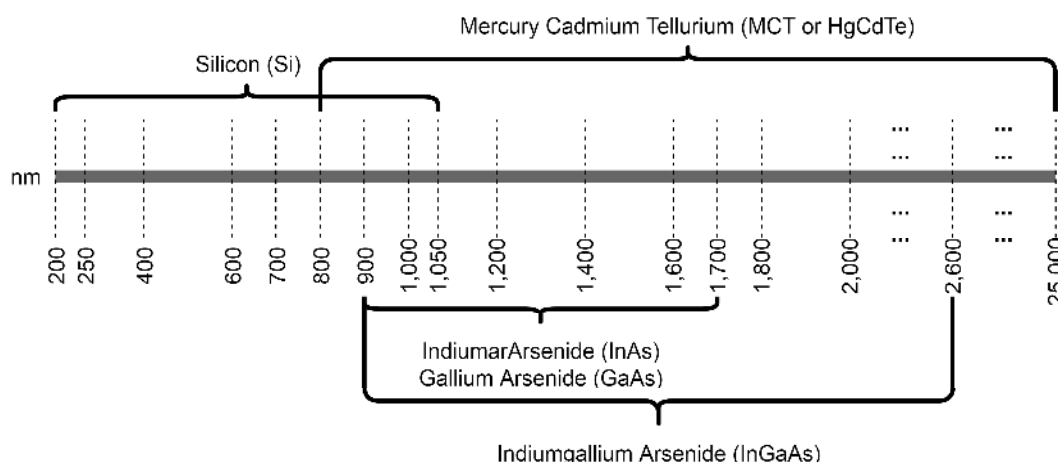 Mercury Cadmium Tellurium (MCT or HgCdTe)
Silicon (Si)
... ...
... ...
nm
... ...
... ...
200 250 400 600 700 800 900 1,000 1,050 1,200 1,400 1,600 1,700 1,800 2,000 2,600 25,000
IndiumarArsenide (InAs)
Gallium Arsenide (GaAs)
Indiumgallium Arsenide (InGaAs)